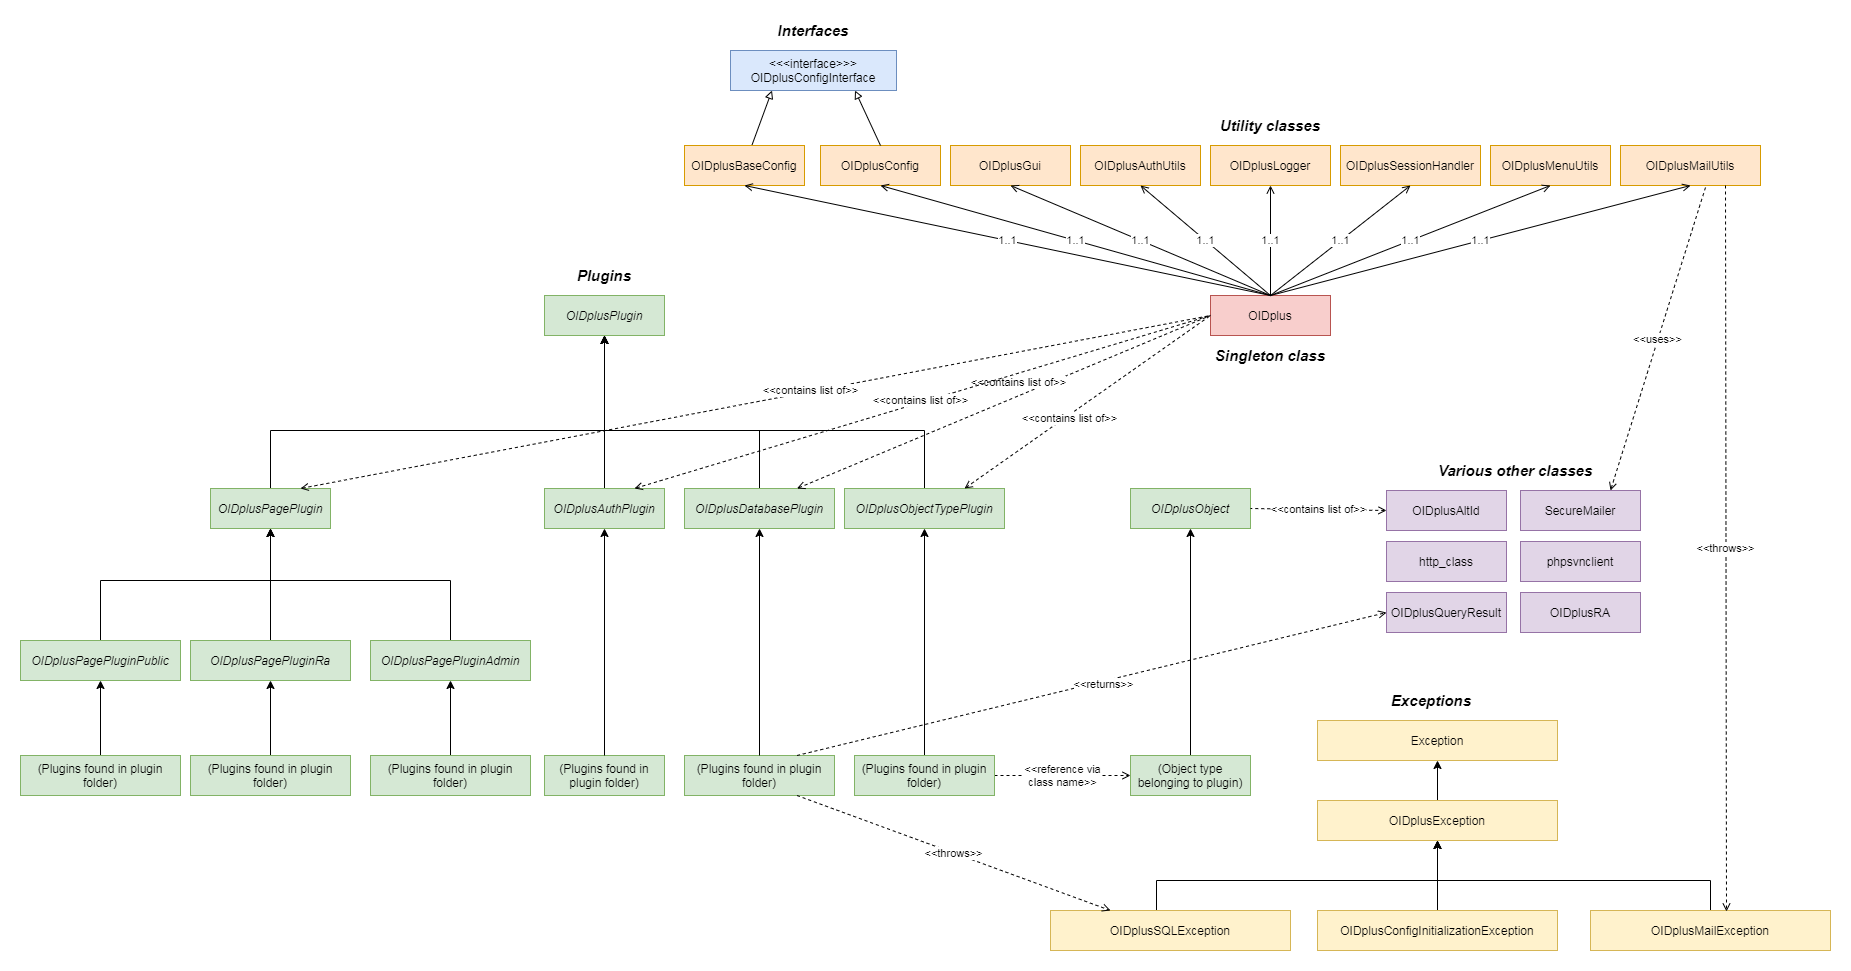 Interfaces
<<<interface>>>
OIDplusConfigInterface
Utility classes
OIDplusBaseConfig
OIDplusConfig
OIDplusGui
OIDplusAuthUtils
OIDplusLogger
OIDplusSessionHandler
OIDplusMenuUtils
OIDplusMailUtils
1..1
1..1
1..1
1..1
1..1
1..1
1..1
1..1
Plugins
OIDplusPlugin
OIDplus
Singleton class
<<uses>>
<<contains list of>>
<<contains list of>>
<<contains list of>>
<<contains list of>>
Various other classes
OIDplusPagePlugin
OIDplusAuthPlugin
OIDplusDatabasePlugin
OIDplusObjectTypePlugin
OIDplusObject
<<contains list of>>
OIDplusAltId
SecureMailer
<<throws>>
http_class
phpsvnclient
OIDplusQueryResult
OIDplusRA
OIDplusPagePluginPublic
OIDplusPagePluginRa
OIDplusPagePluginAdmin
<<returns>>
Exceptions
Exception
(Plugins found in plugin
folder)
(Plugins found in plugin
folder)
(Plugins found in plugin
folder)
(Plugins found in
plugin folder)
(Plugins found in plugin
folder)
(Plugins found in plugin
folder)
<<reference via
class name>>
(Object type
belonging to plugin)
OIDplusException
<<throws>>
OIDplusSQLException
OIDplusConfigInitializationException
OIDplusMailException